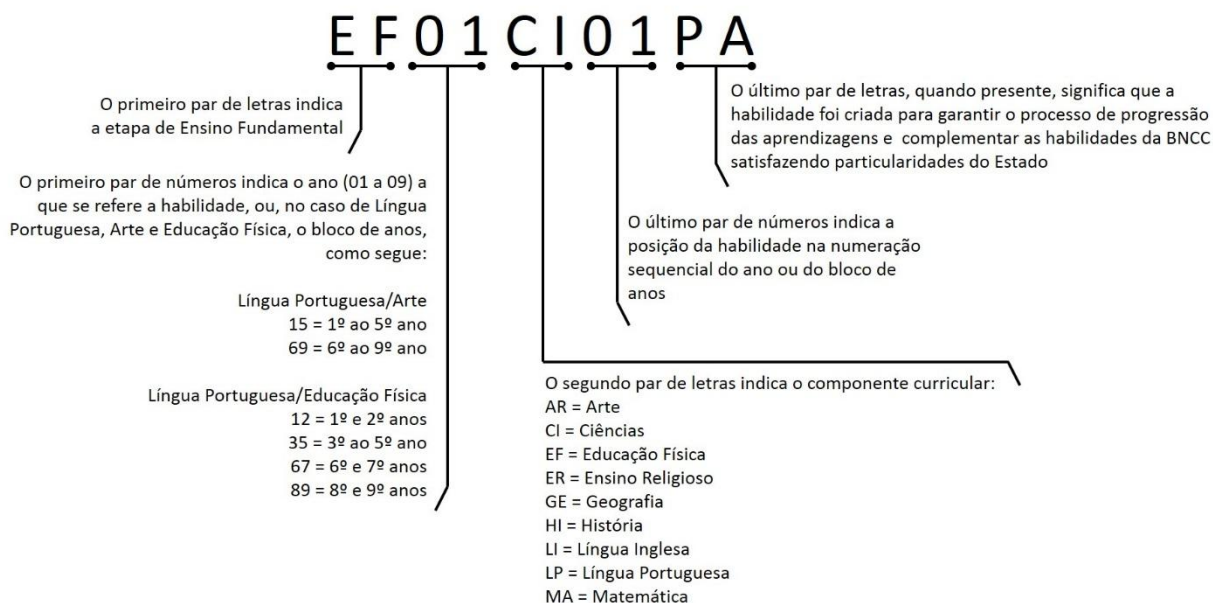 EF01CI01PA
O primeiro par de letras indica
a etapa de Ensino Fundamental
O primeiro par de números indica o ano (01 a 09) a
que se refere a habilidade, ou, no caso de Língua
Portuguesa, Arte e Educação Física, o bloco de anos,
como segue:
Língua Portuguesa/Arte
15 = 1º ao 5º ano
69 = 6º ao 9º ano
Língua Portuguesa/Educação Física
12 = 1º e 2º anos
35 = 3º ao 5º ano
67 = 6º e 7º anos
89 = 8º e 9º anos
O segundo par de letras indica o componente curricular:
AR = Arte
CI = Ciências
EF = Educação Física
ER = Ensino Religioso
GE = Geografia
HI = História
LI = Língua Inglesa
LP = Língua Portuguesa
MA = Matemática
O último par de números indica a
posição da habilidade na numeração
sequencial do ano ou do bloco de
anos
O último par de letras, quando presente, significa que a
habilidade foi criada para garantir o processo de progressão
das aprendizagens e complementar as habilidades da BNCC
satisfazendo particularidades do Estado